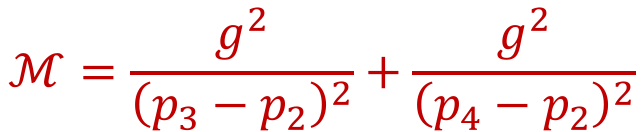 ℳ = g²/(p₃ − p₂)² + g²/(p₄ − p₂)²